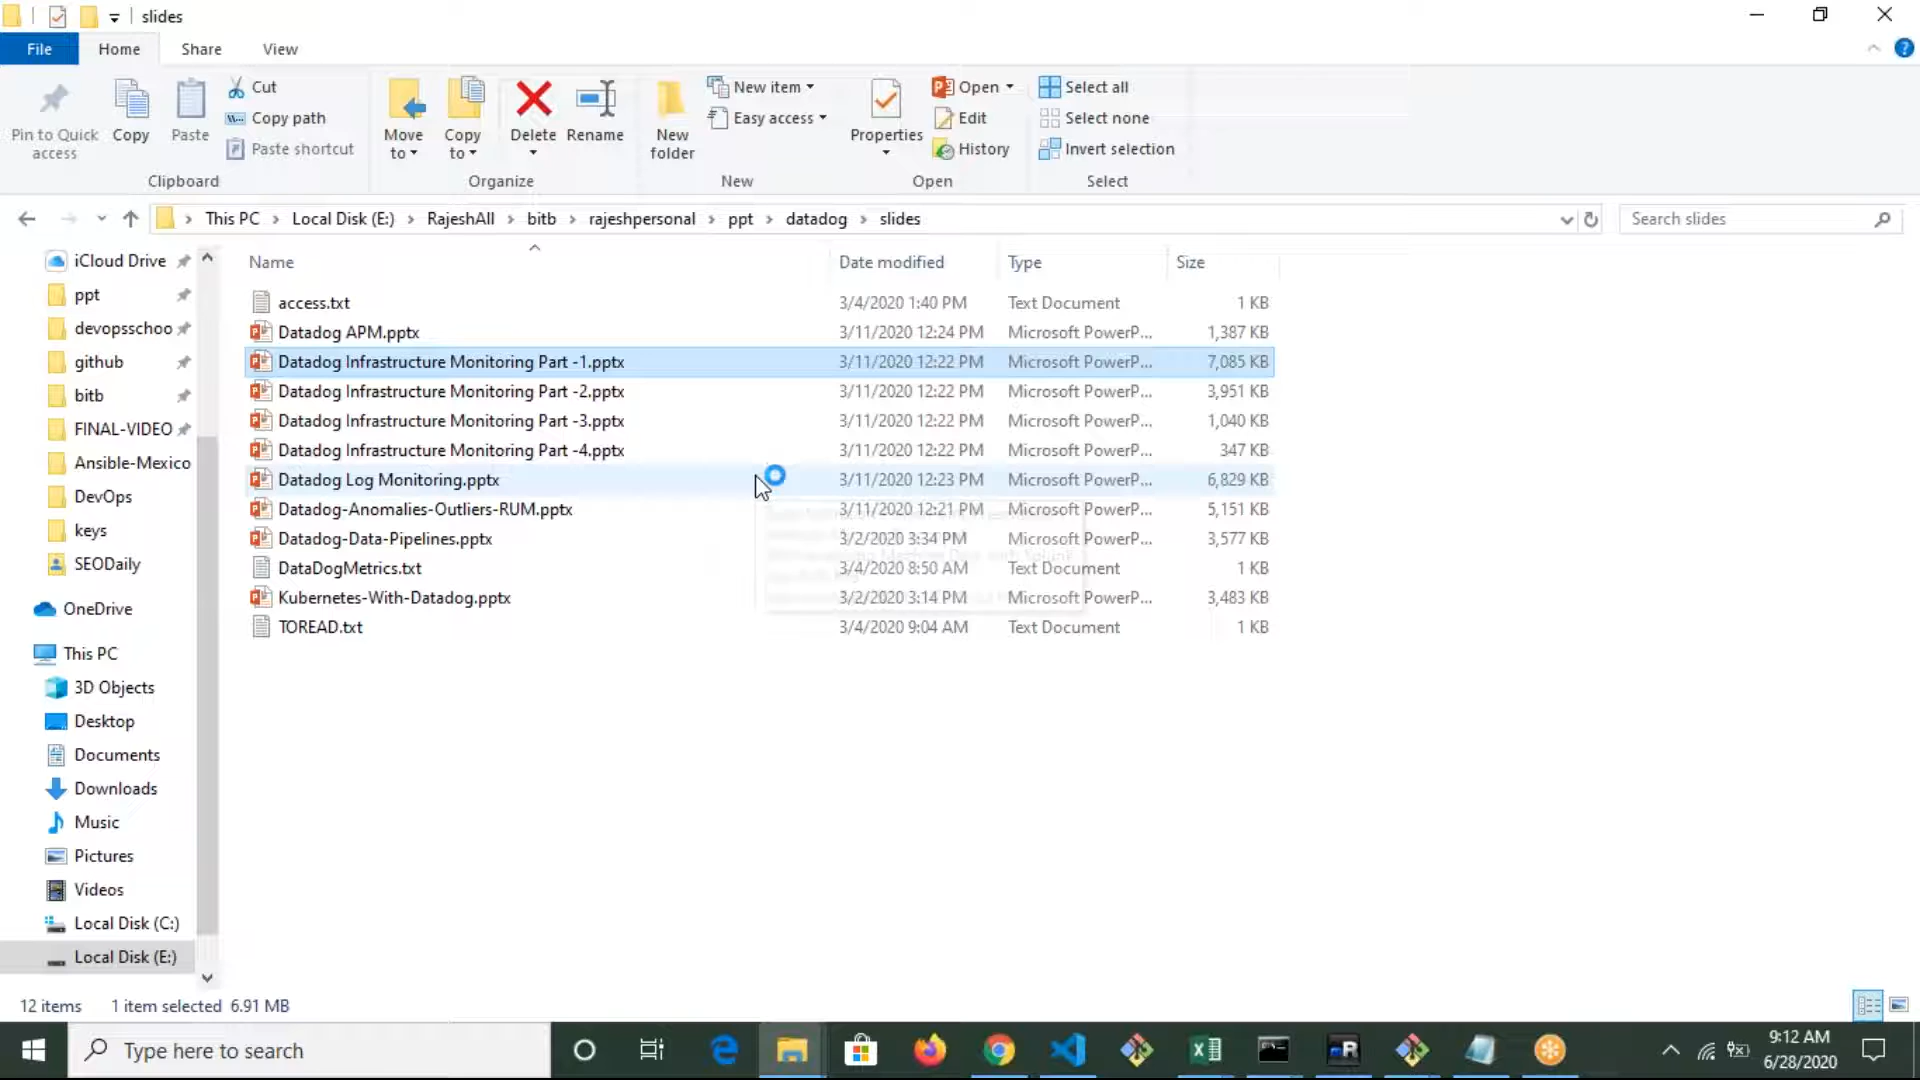 slides
File
Home
Share
View
Pin to Quick access
Copy
Paste
Cut
Copy path
Paste shortcut
Clipboard
Move to
Copy to
Delete
Rename
Organize
New folder
New item
Easy access
New
Properties
Open
Edit
History
Open
Select all
Select none
Invert selection
Select
This PC > Local Disk (E:) > RajeshAll > bitb > rajeshpersonal > ppt > datadog > slides
Search slides
iCloud Drive
ppt
devopsschoo
github
bitb
FINAL-VIDEO
Ansible-Mexico
DevOps
keys
SEODaily
OneDrive
This PC
3D Objects
Desktop
Documents
Downloads
Music
Pictures
Videos
Local Disk (C:)
Local Disk (E:)
Name Date modified Type Size
access.txt 3/4/2020 1:40 PM Text Document 1 KB
Datadog APM.pptx 3/11/2020 12:24 PM Microsoft PowerP... 1,387 KB
Datadog Infrastructure Monitoring Part -1.pptx 3/11/2020 12:22 PM Microsoft PowerP... 7,085 KB
Datadog Infrastructure Monitoring Part -2.pptx 3/11/2020 12:22 PM Microsoft PowerP... 3,951 KB
Datadog Infrastructure Monitoring Part -3.pptx 3/11/2020 12:22 PM Microsoft PowerP... 1,040 KB
Datadog Infrastructure Monitoring Part -4.pptx 3/11/2020 12:22 PM Microsoft PowerP... 347 KB
Datadog Log Monitoring.pptx 3/11/2020 12:23 PM Microsoft PowerP... 6,829 KB
Datadog-Anomalies-Outliers-RUM.pptx 3/11/2020 12:21 PM Microsoft PowerP... 5,151 KB
Datadog-Data-Pipelines.pptx 3/2/2020 3:34 PM Microsoft PowerP... 3,577 KB
DataDogMetrics.txt 3/4/2020 8:50 AM Text Document 1 KB
Kubernetes-With-Datadog.pptx 3/2/2020 3:14 PM Microsoft PowerP... 3,483 KB
TOREAD.txt 3/4/2020 9:04 AM Text Document 1 KB
12 items 1 item selected 6.91 MB
Type here to search
9:12 AM
6/28/2020